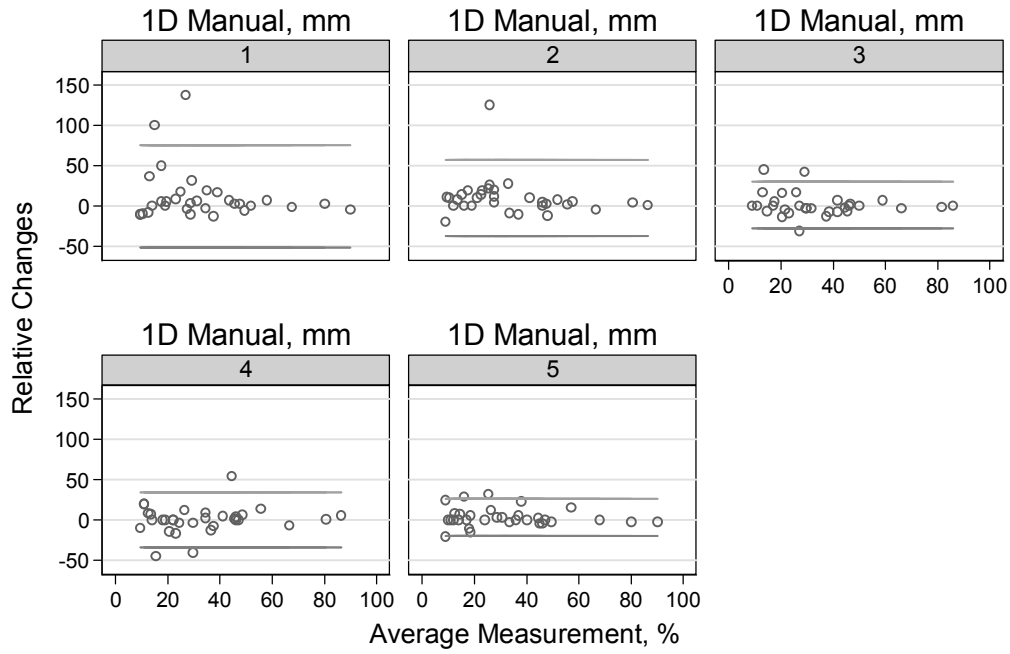 1D Manual, mm 1D Manual, mm 1D Manual, mm
1 2 3
150
100
50
0
-50
0 20 40 60 80 100
Relative Changes
1D Manual, mm 1D Manual, mm
4 5
150
100
50
0
-50
0 20 40 60 80 100 0 20 40 60 80 100
Average Measurement, %